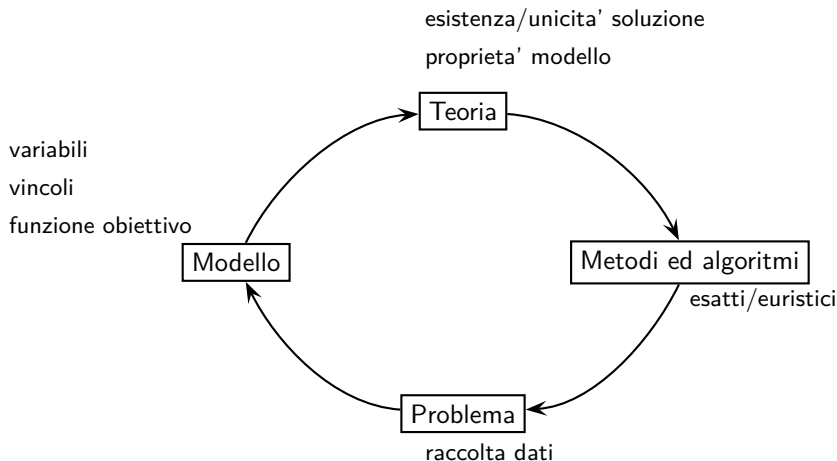 esistenza/unicita' soluzione
proprieta' modello
Teoria
variabili
vincoli
funzione obiettivo
Modello
Metodi ed algoritmi
esatti/euristici
Problema
raccolta dati